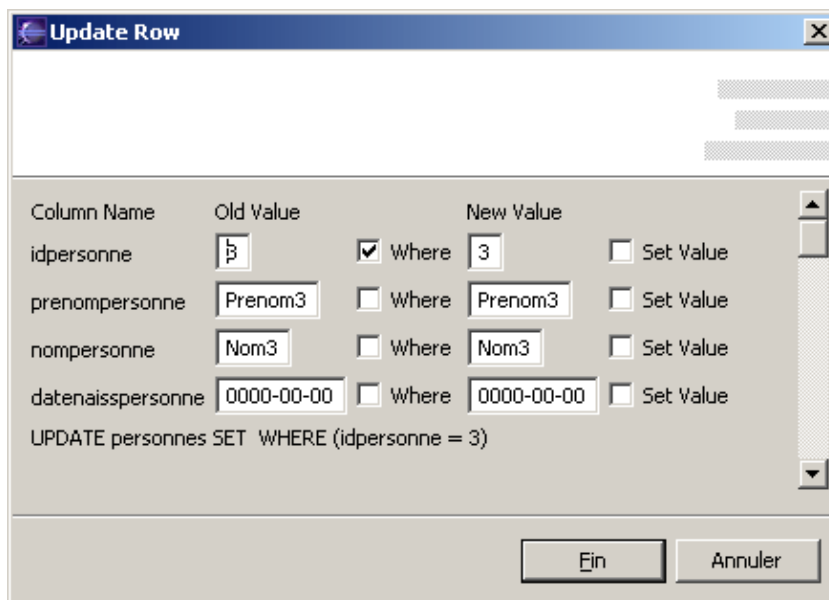 Update Row
Column Name Old Value New Value
idpersonne 3 Where 3 Set Value
prenompersonne Prenom3 Where Prenom3 Set Value
nompersonne Nom3 Where Nom3 Set Value
datenaisspersonne 0000-00-00 Where 0000-00-00 Set Value
UPDATE personnes SET  WHERE (idpersonne = 3)
Fin Annuler